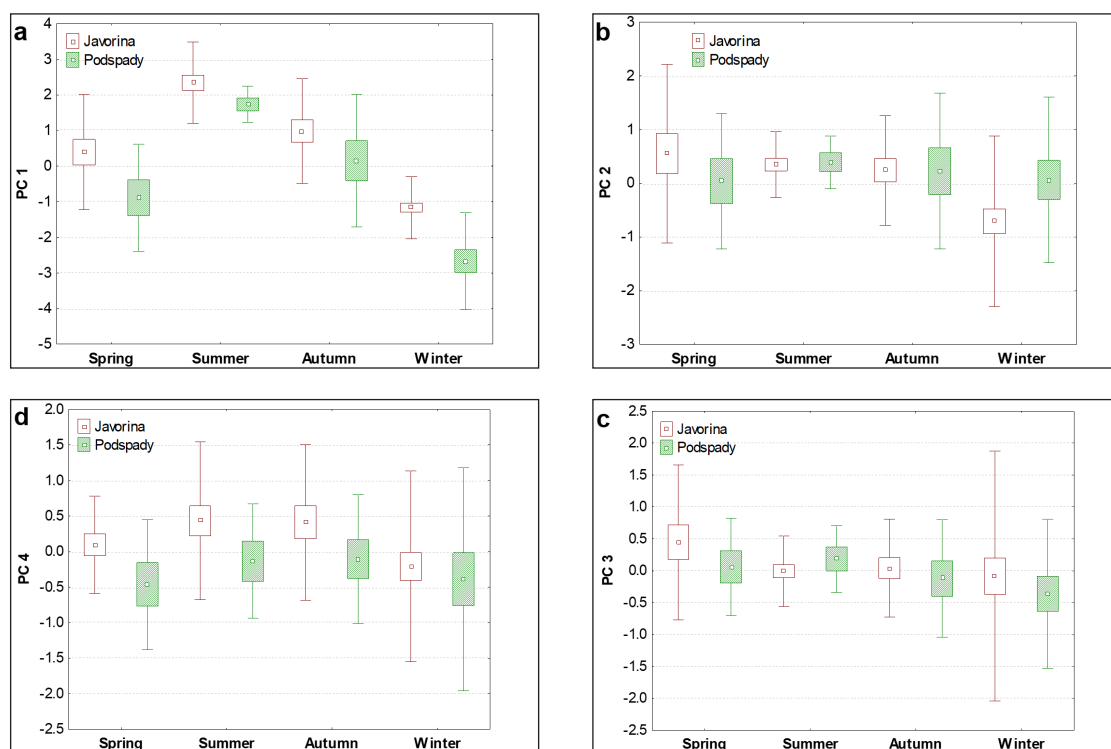 a
Javorina
Podspady
PC 1
4
3
2
1
0
-1
-2
-3
-4
-5
Spring Summer Autumn Winter
b
Javorina
Podspady
PC 2
3
2
1
0
-1
-2
-3
Spring Summer Autumn Winter
d
Javorina
Podspady
PC 4
2.0
1.5
1.0
0.5
0.0
-0.5
-1.0
-1.5
-2.0
-2.5
Spring Summer Autumn Winter
c
Javorina
Podspady
PC 3
2.5
2.0
1.5
1.0
0.5
0.0
-0.5
-1.0
-1.5
-2.0
-2.5
Spring Summer Autumn Winter